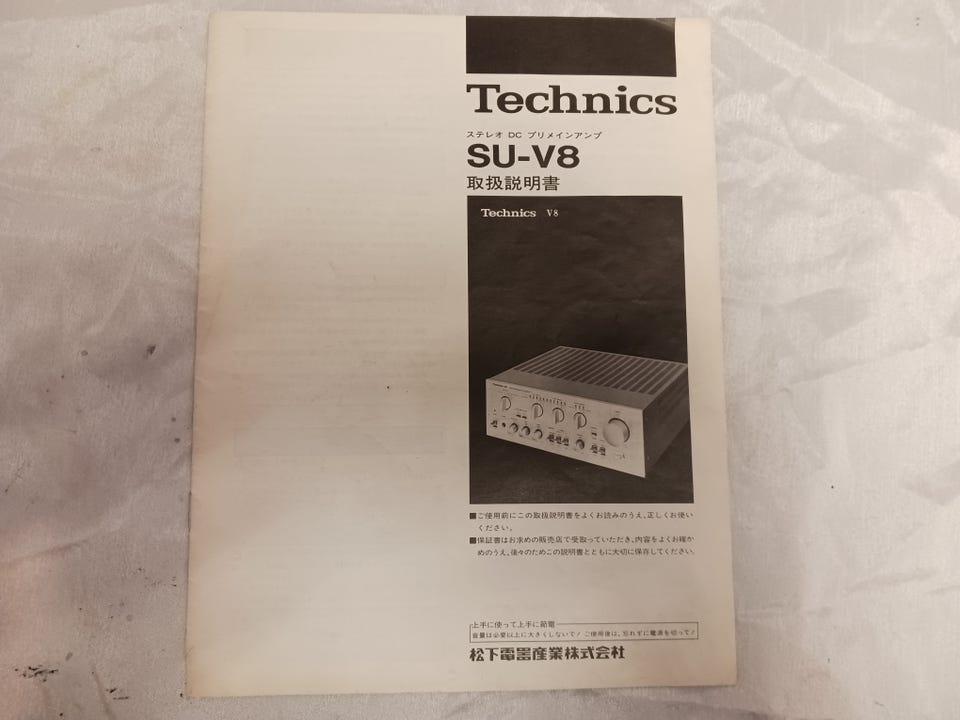 Technics
ステレオ DC プリメインアンプ
SU-V8
取扱説明書
Technics V8
■ご使用前にこの取扱説明書をよくお読みのうえ、正しくお使い
ください。
■保証書はお求めの販売店で受取っていただき、内容をよくお確か
めのうえ、後々のためこの説明書とともに大切に保存してください。
上手に使って上手に節電
音量は必要以上に大きくしないで! ご使用後は、忘れずに電源を切って!
松下電器産業株式会社